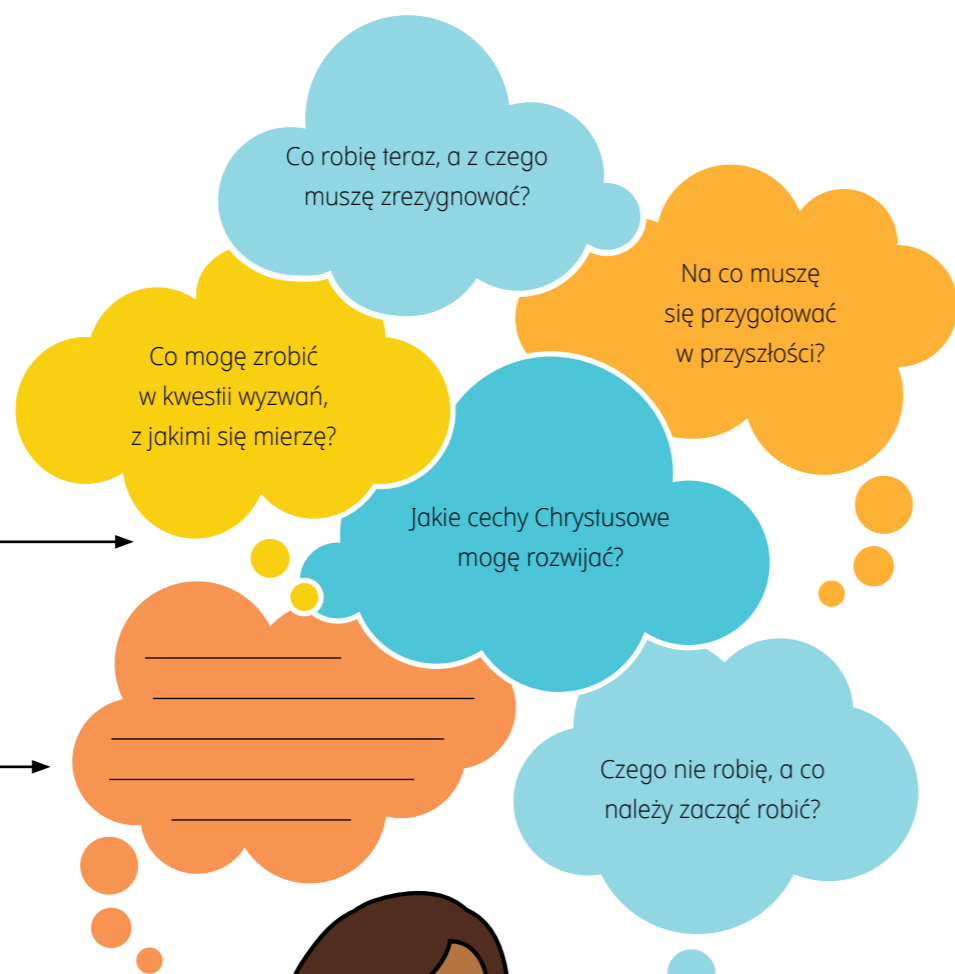 Co robię teraz, a z czego
muszę zrezygnować?
Na co muszę
się przygotować
w przyszłości?
Co mogę zrobić
w kwestii wyzwań,
z jakimi się mierzę?
Jakie cechy Chrystusowe
mogę rozwijać?
Czego nie robię, a co
należy zacząć robić?